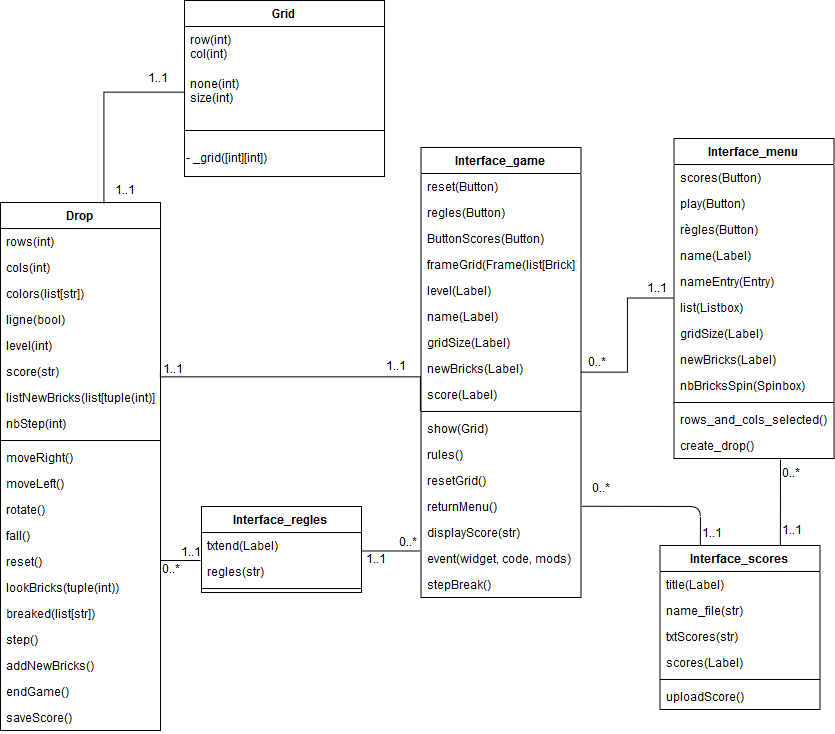 Grid
row(int)
col(int)
none(int)
size(int)
- _grid([int][int])
1..1
1..1
Drop
rows(int)
cols(int)
colors(list[str])
ligne(bool)
level(int)
score(str)
listNewBricks(list[tuple(int)]
nbStep(int)
moveRight()
moveLeft()
rotate()
fall()
reset()
lookBricks(tuple(int))
breaked(list[str])
step()
addNewBricks()
endGame()
saveScore()
1..1
1..1
1..1
0..*
Interface_regles
txtend(Label)
regles(str)
0..*
1..1
Interface_game
reset(Button)
regles(Button)
ButtonScores(Button)
frameGrid(Frame(list[Brick]
level(Label)
name(Label)
gridSize(Label)
newBricks(Label)
score(Label)
show(Grid)
rules()
resetGrid()
returnMenu()
displayScore(str)
event(widget, code, mods)
stepBreak()
1..1
0..*
0..*
1..1
Interface_menu
scores(Button)
play(Button)
règles(Button)
name(Label)
nameEntry(Entry)
list(Listbox)
gridSize(Label)
newBricks(Label)
nbBricksSpin(Spinbox)
rows_and_cols_selected()
create_drop()
0..*
1..1
Interface_scores
title(Label)
name_file(str)
txtScores(str)
scores(Label)
uploadScore()